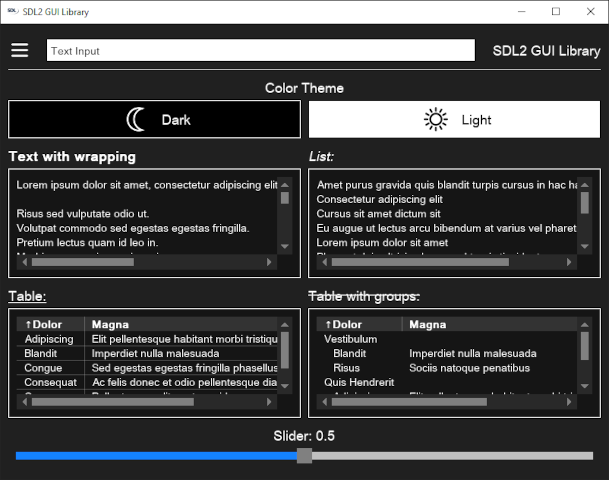 SDL2 GUI Library
Text Input
SDL2 GUI Library
Color Theme
Dark
Light
Text with wrapping
Lorem ipsum dolor sit amet, consectetur adipiscing elit
Risus sed vulputate odio ut.
Volutpat commodo sed egestas egestas fringilla.
Pretium lectus quam id leo in.
List:
Amet purus gravida quis blandit turpis cursus in hac
Consectetur adipiscing elit
Cursus sit amet dictum sit
Eu augue ut lectus arcu bibendum at varius vel pharet
Lorem ipsum dolor sit amet
Table:
↑Dolor Magna
Adipiscing Elit pellentesque habitant morbi tristiqu
Blandit Imperdiet nulla malesuada
Congue Sed egestas egestas fringilla phasellus
Consequat Ac felis donec et odio pellentesque dia
Table with groups:
↑Dolor Magna
Vestibulum
Blandit Imperdiet nulla malesuada
Risus Sociis natoque penatibus
Quis Hendrerit
Slider: 0.5